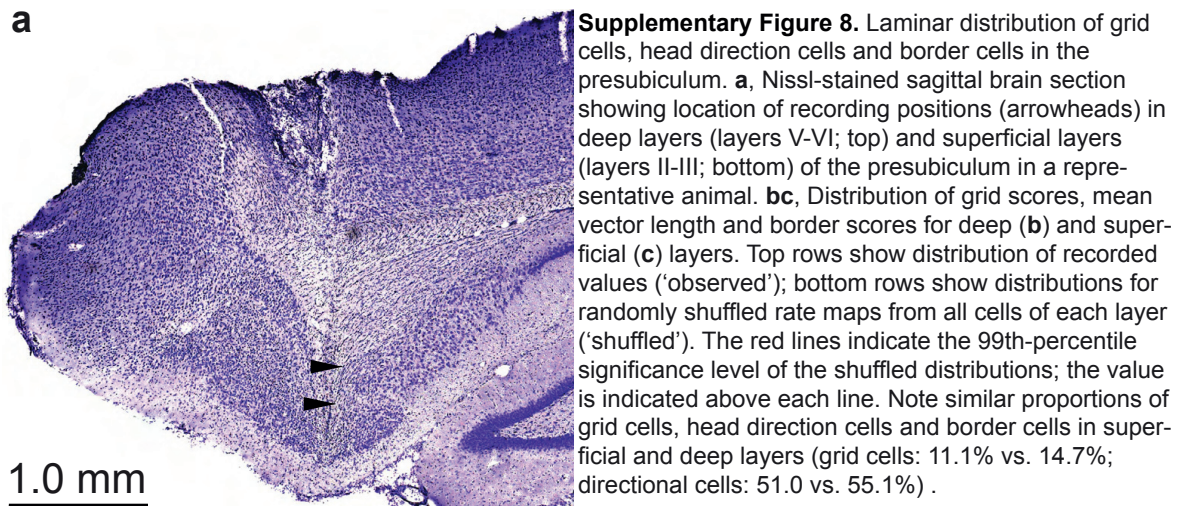 a
Supplementary Figure 8. Laminar distribution of grid
cells, head direction cells and border cells in the
presubiculum. a, Nissl-stained sagittal brain section
showing location of recording positions (arrowheads) in
deep layers (layers V-VI; top) and superficial layers
(layers II-III; bottom) of the presubiculum in a repre-
sentative animal. bc, Distribution of grid scores, mean
vector length and border scores for deep (b) and super-
ficial (c) layers. Top rows show distribution of recorded
values (‘observed’); bottom rows show distributions for
randomly shuffled rate maps from all cells of each layer
(‘shuffled’). The red lines indicate the 99th-percentile
significance level of the shuffled distributions; the value
is indicated above each line. Note similar proportions of
grid cells, head direction cells and border cells in super-
ficial and deep layers (grid cells: 11.1% vs. 14.7%;
directional cells: 51.0 vs. 55.1%) .
1.0 mm